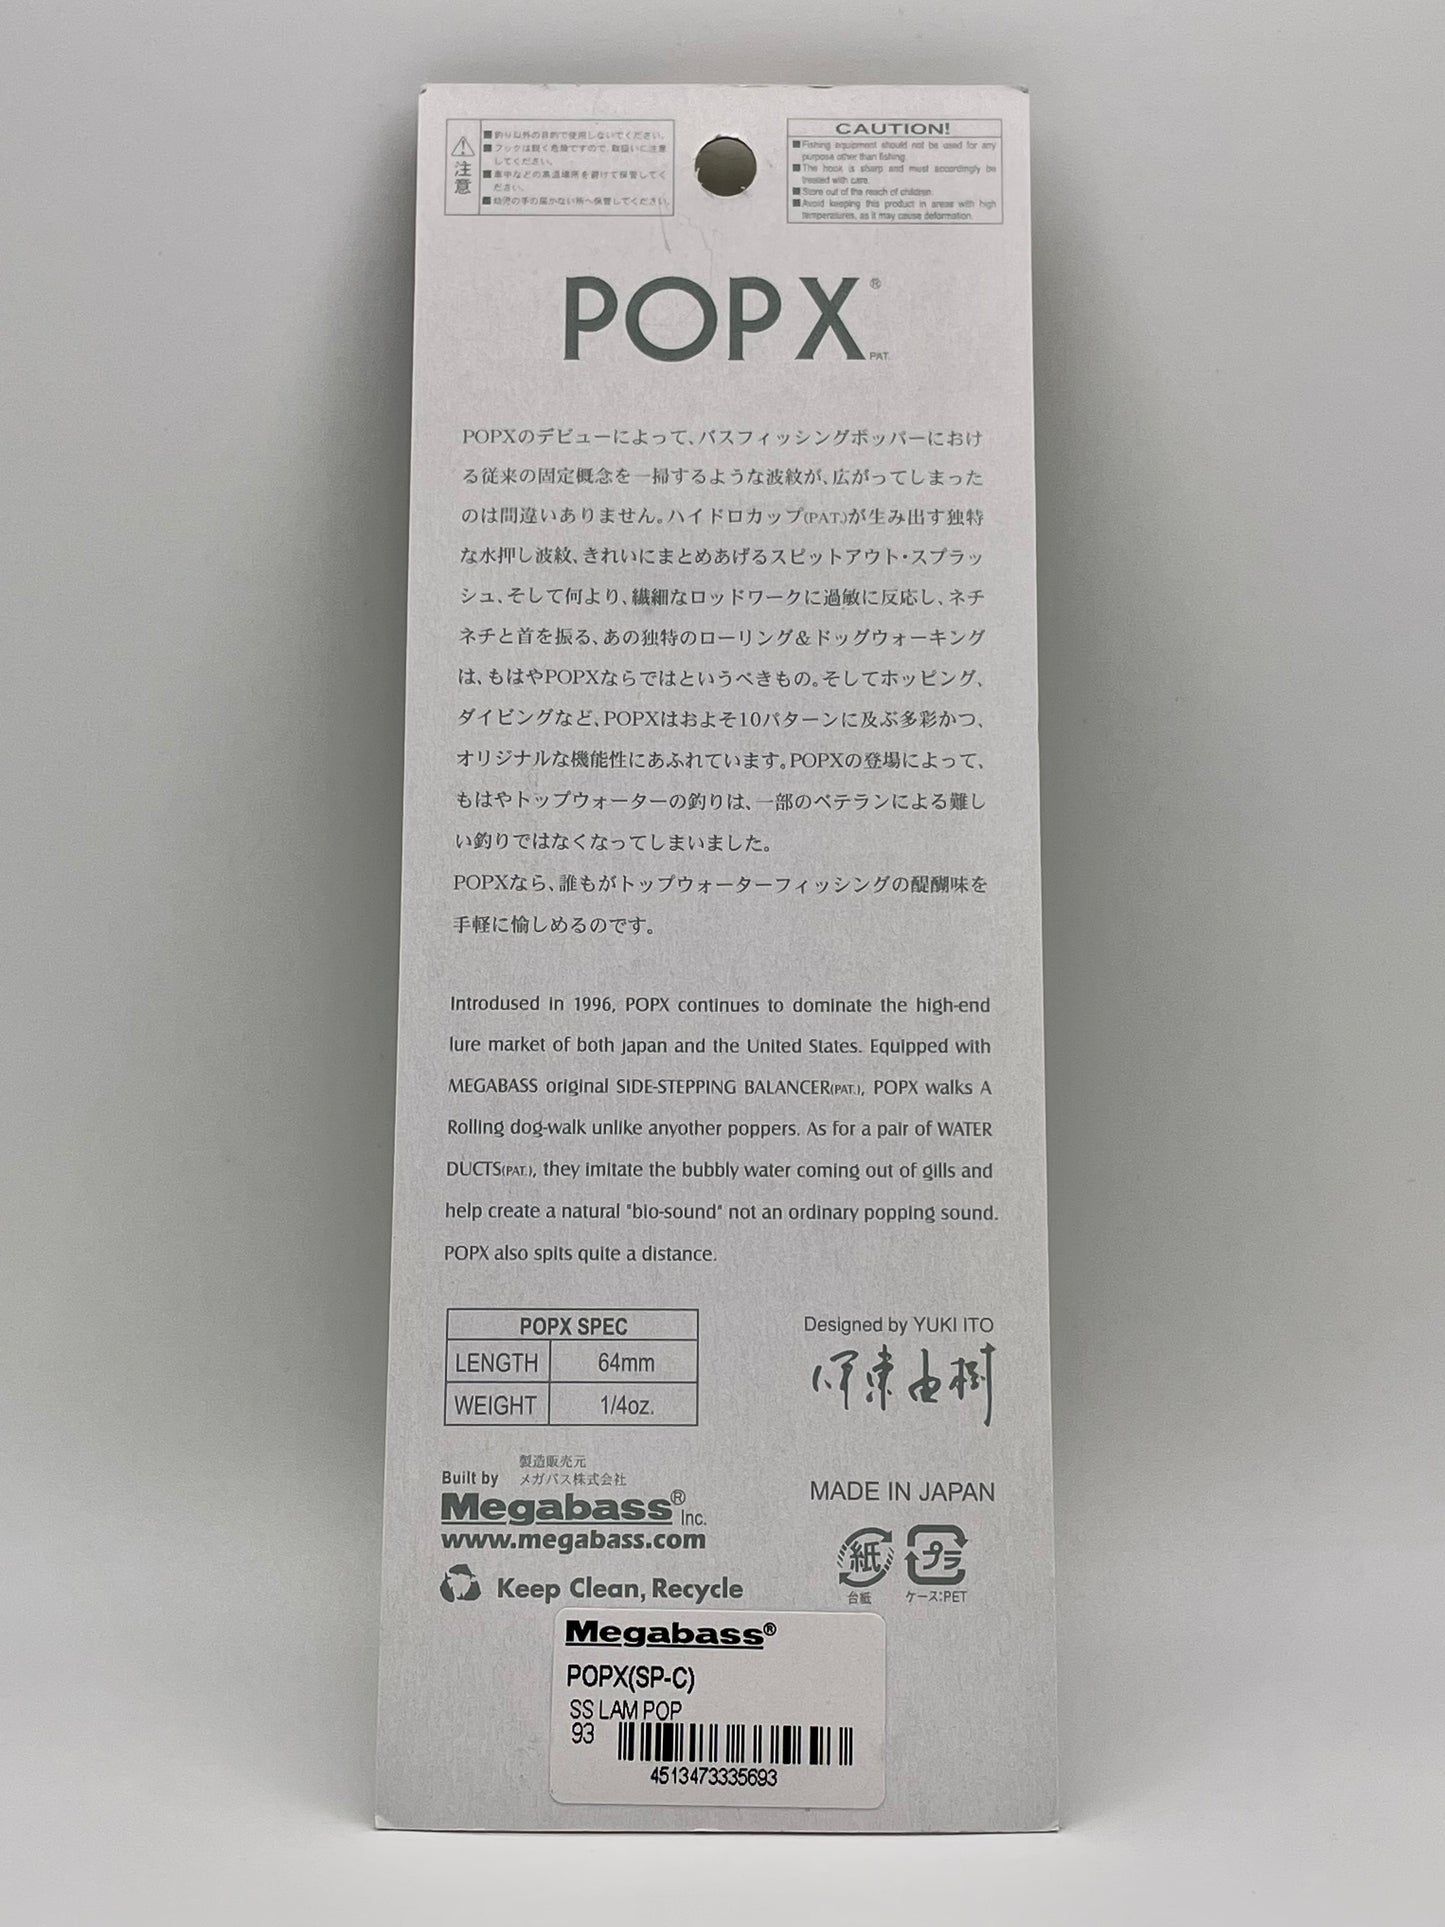 注意
■釣り以外の目的で使用しないでください。
■フックは鋭く危険ですので、取扱いに注意
してください。
■車中などの高温場所を避けて保管してく
ださい。
■幼児の手の届かない所へ保管してください。
CAUTION!
■Fishing equipment should not be used for any
purpose other than fishing.
■The hook is sharp and must accordingly be
treated with care.
■Store out of the reach of children.
■Avoid keeping this product in areas with high
temperatures, as it may cause deformation.
POPX®
PAT.
POPXのデビューによって、バスフィッシングポッパーにおけ
る従来の固定概念を一掃するような波紋が、広がってしまった
のは間違いありません。ハイドロカップ(PAT.)が生み出す独特
な水押し波紋、きれいにまとめあげるスピットアウト・スプラッ
シュ、そして何より、繊細なロッドワークに過敏に反応し、ネチ
ネチと首を振る、あの独特のローリング&ドッグウォーキング
は、もはやPOPXならではというべきもの。そしてホッピング、
ダイビングなど、POPXはおよそ10パターンに及ぶ多彩かつ、
オリジナルな機能性にあふれています。POPXの登場によって、
もはやトップウォーターの釣りは、一部のベテランによる難し
い釣りではなくなってしまいました。
POPXなら、誰もがトップウォーターフィッシングの醍醐味を
手軽に愉しめるのです。
Introdused in 1996, POPX continues to dominate the high-end
lure market of both japan and the United States. Equipped with
MEGABASS original SIDE-STEPPING BALANCER(PAT.), POPX walks A
Rolling dog-walk unlike anyother poppers. As for a pair of WATER
DUCTS(PAT.), they imitate the bubbly water coming out of gills and
help create a natural "bio-sound" not an ordinary popping sound.
POPX also spits quite a distance.
POPX SPEC
LENGTH 64mm
WEIGHT 1/4oz.
Designed by YUKI ITO
伊東由樹
Built by 製造販売元
メガバス株式会社
Megabass® Inc.
www.megabass.com
Keep Clean, Recycle
MADE IN JAPAN
紙 プラ
台紙 ケース:PET
Megabass®
POPX(SP-C)
SS LAM POP
93
4513473335693